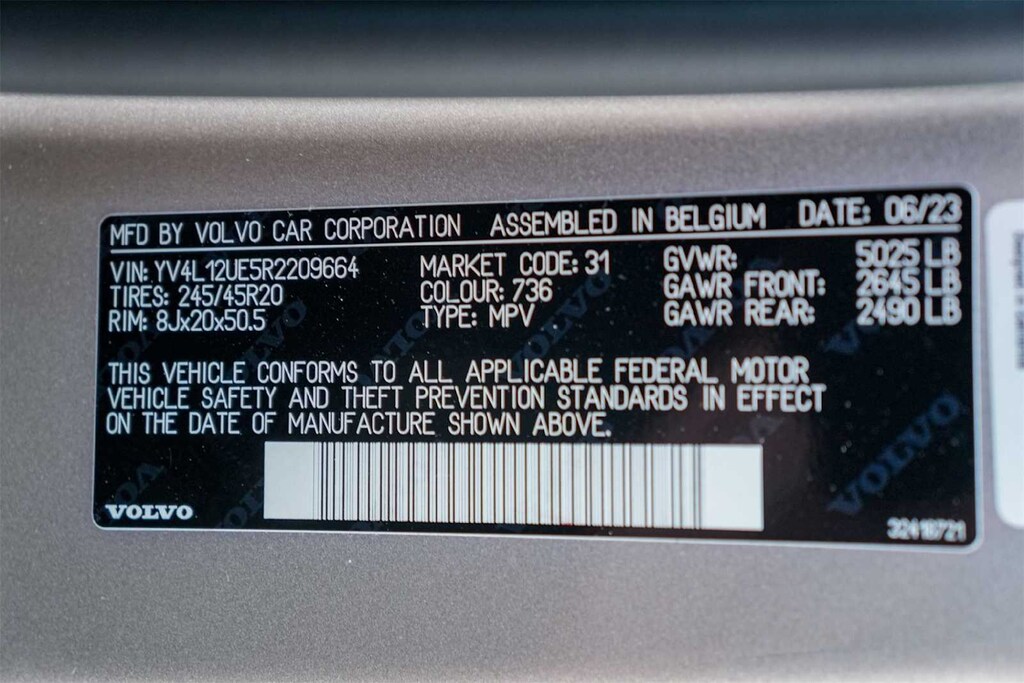 MFD BY VOLVO CAR CORPORATION ASSEMBLED IN BELGIUM DATE: 06/23
VIN: YV4L12UE5R2209664 MARKET CODE: 31 GVWR: 5025 LB
TIRES: 245/45R20 COLOUR: 736 GAWR FRONT: 2645 LB
RIM: 8Jx20x50.5 TYPE: MPV GAWR REAR: 2490 LB
THIS VEHICLE CONFORMS TO ALL APPLICABLE FEDERAL MOTOR
VEHICLE SAFETY AND THEFT PREVENTION STANDARDS IN EFFECT
ON THE DATE OF MANUFACTURE SHOWN ABOVE.
VOLVO
VOLVO
VOLVO